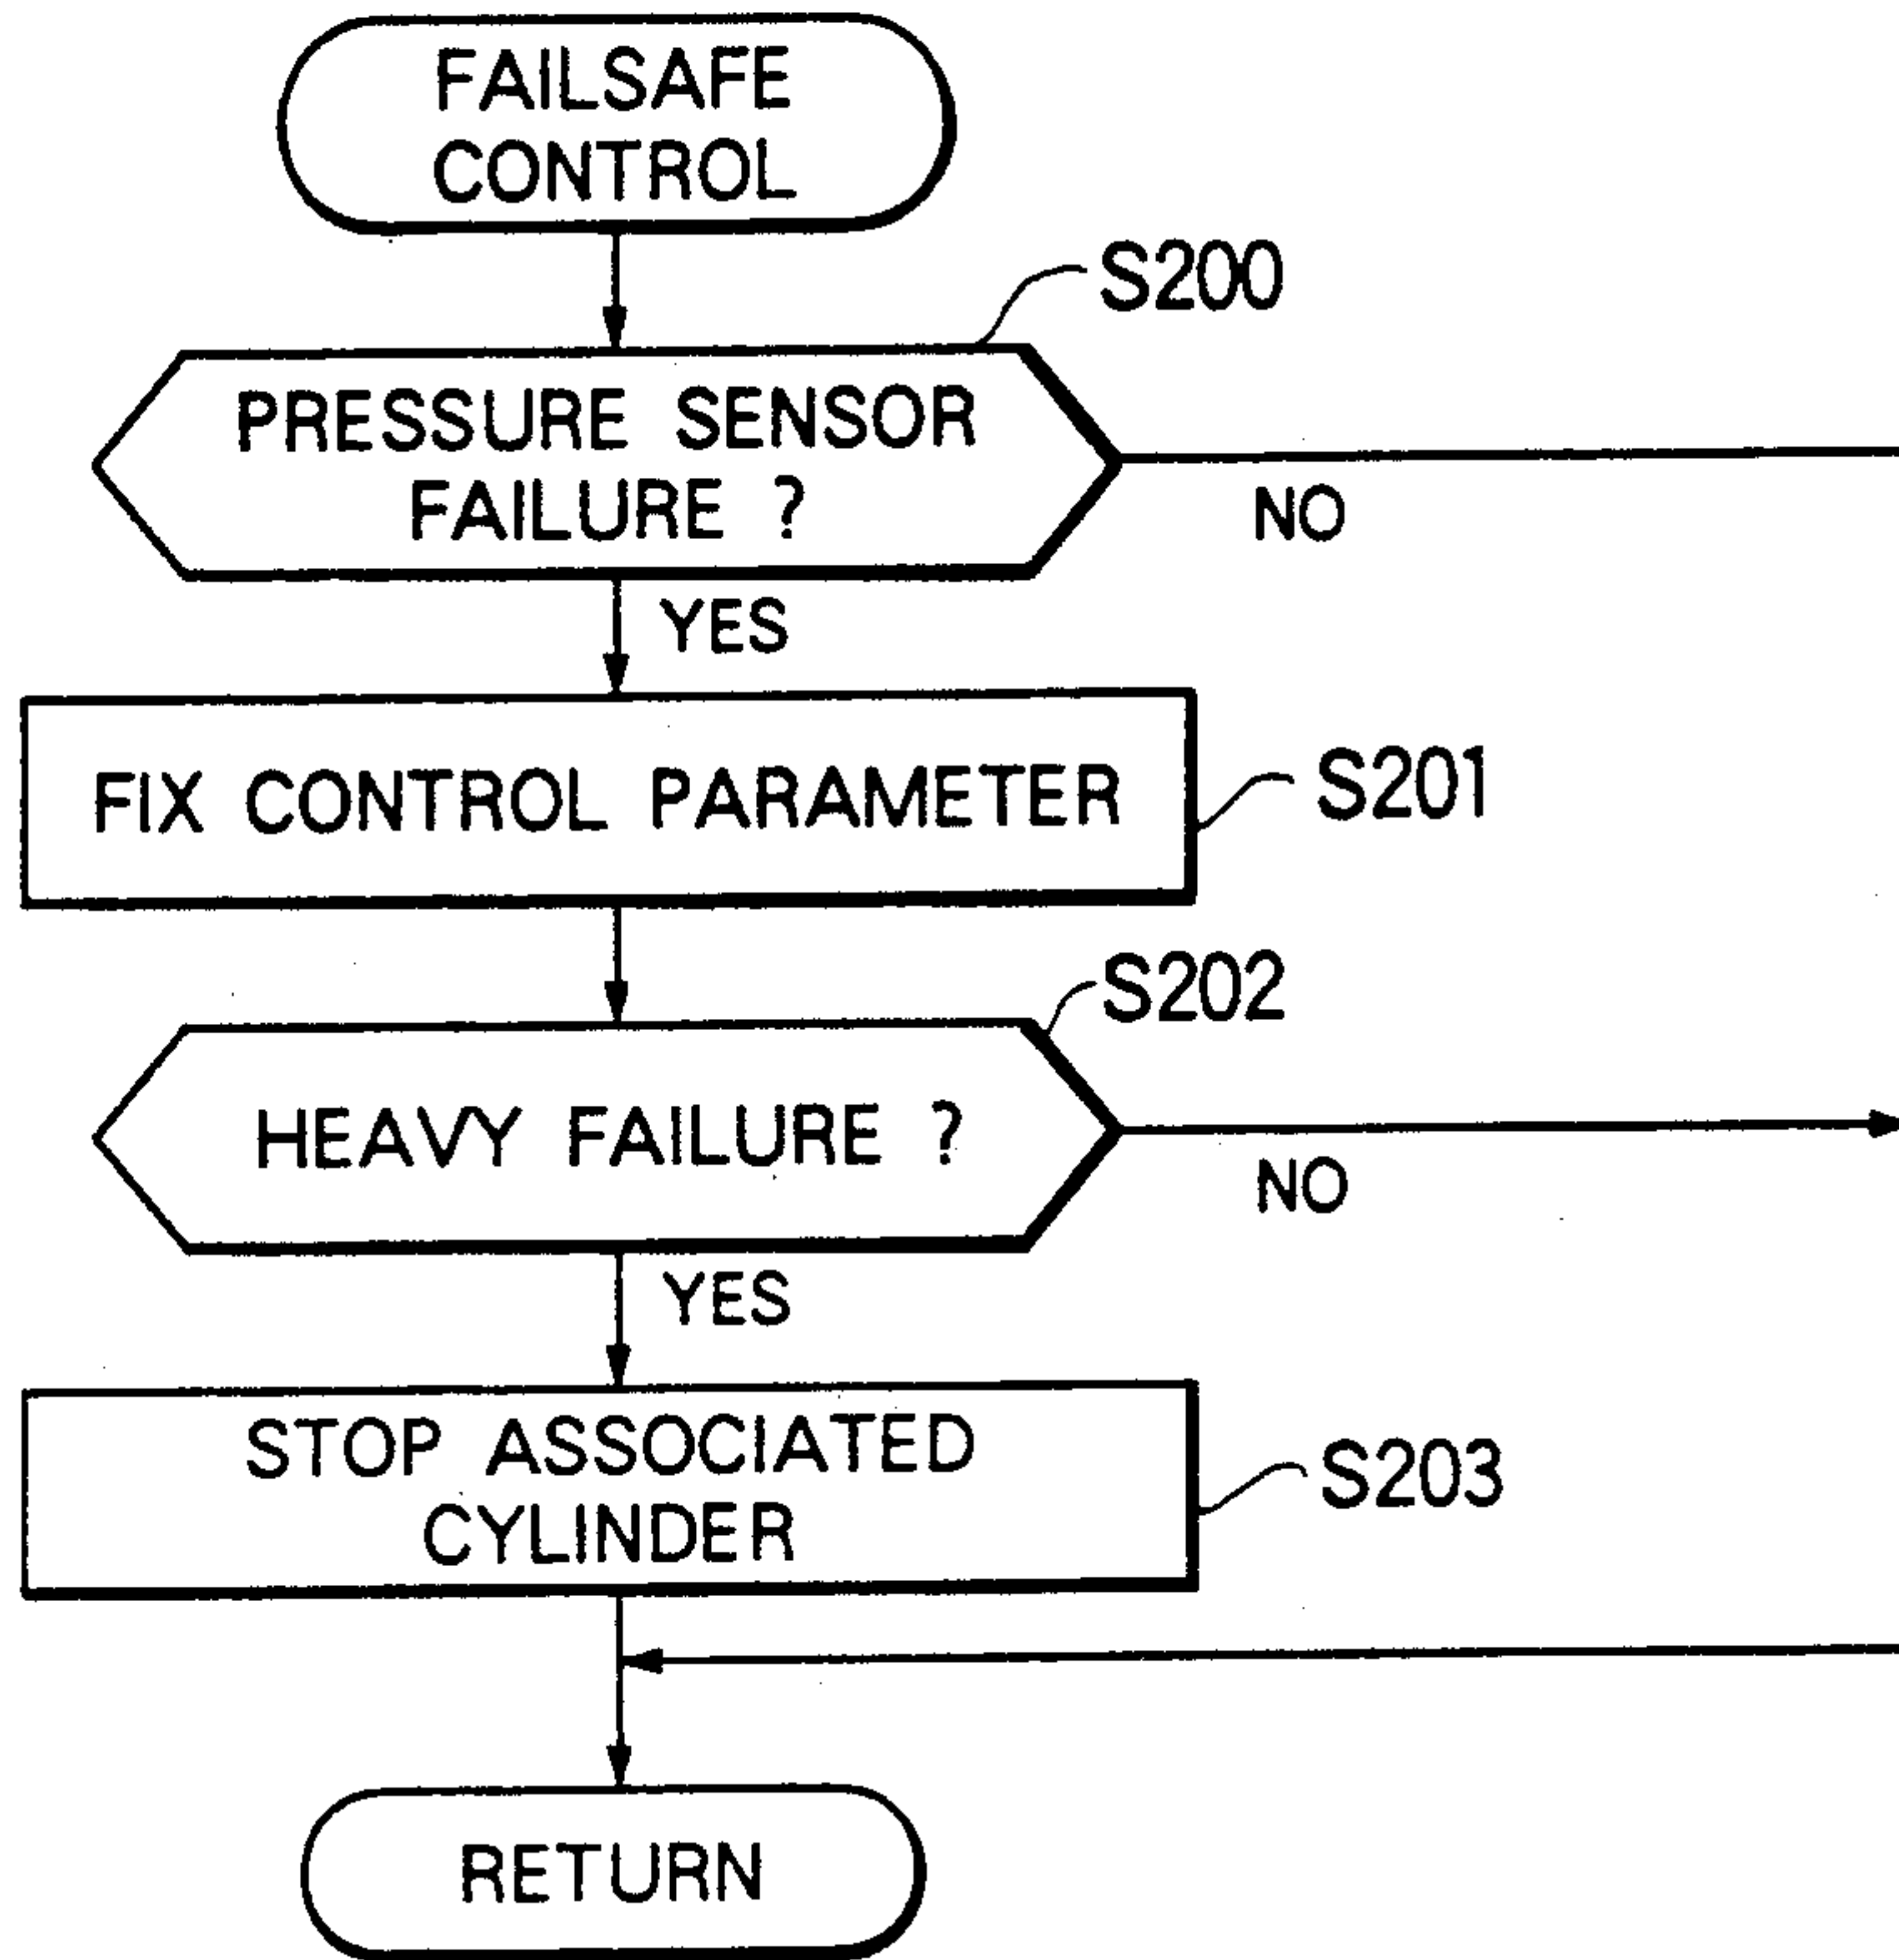 FAILSAFE
CONTROL
S200
PRESSURE SENSOR
FAILURE ?
NO
YES
FIX CONTROL PARAMETER
S201
S202
HEAVY FAILURE ?
NO
YES
STOP ASSOCIATED
CYLINDER
S203
RETURN